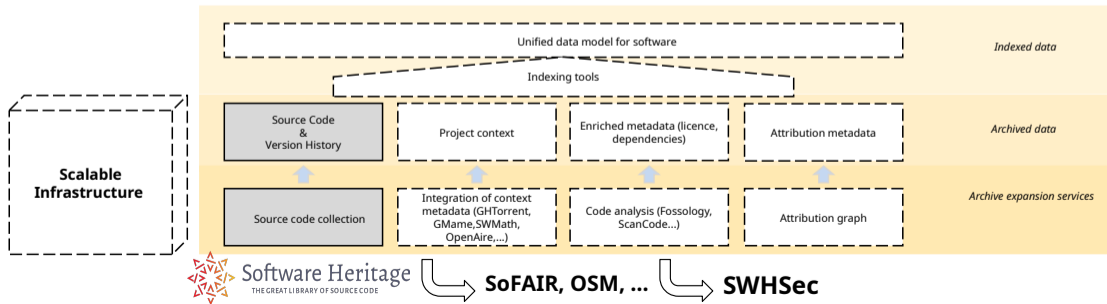 Unified data model for software
Indexed data
Indexing tools
Scalable
Infrastructure
Source Code
&
Version History
Project context
Enriched metadata (licence,
dependencies)
Attribution metadata
Archived data
Source code collection
Integration of context
metadata (GHTorrent,
GMame,SWMath,
OpenAire,...)
Code analysis (Fossology,
ScanCode...)
Attribution graph
Archive expansion services
Software Heritage
THE GREAT LIBRARY OF SOURCE CODE
SoFAIR, OSM, ...
SWHSec